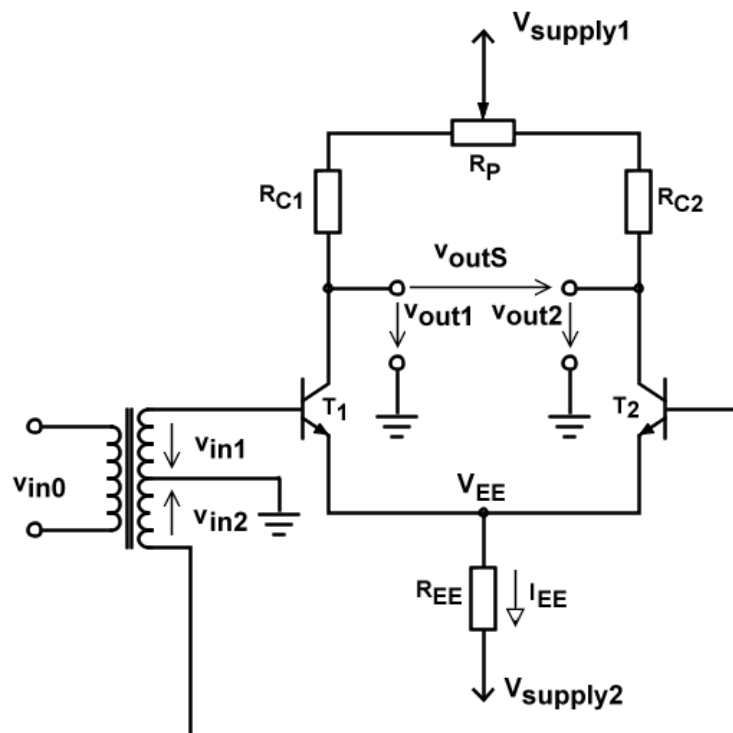 Vsupply1
RP
RC1
RC2
voutS
vout1
vout2
T1
T2
vin1
vin0
vin2
VEE
REE
IEE
Vsupply2